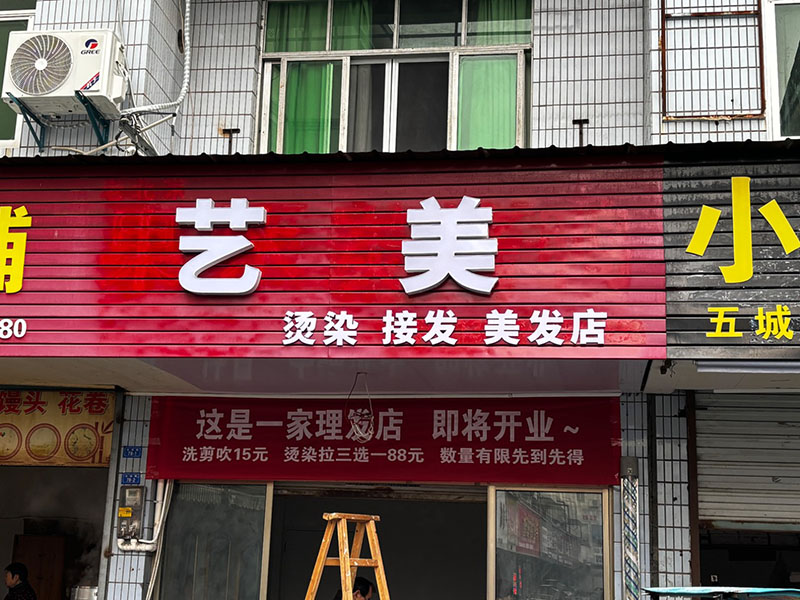 GREE
铺
艺美
小
80
烫染 接发 美发店
五城
馒头 花卷
这是一家理发店 即将开业~
洗剪吹15元 烫染拉三选一88元 数量有限先到先得